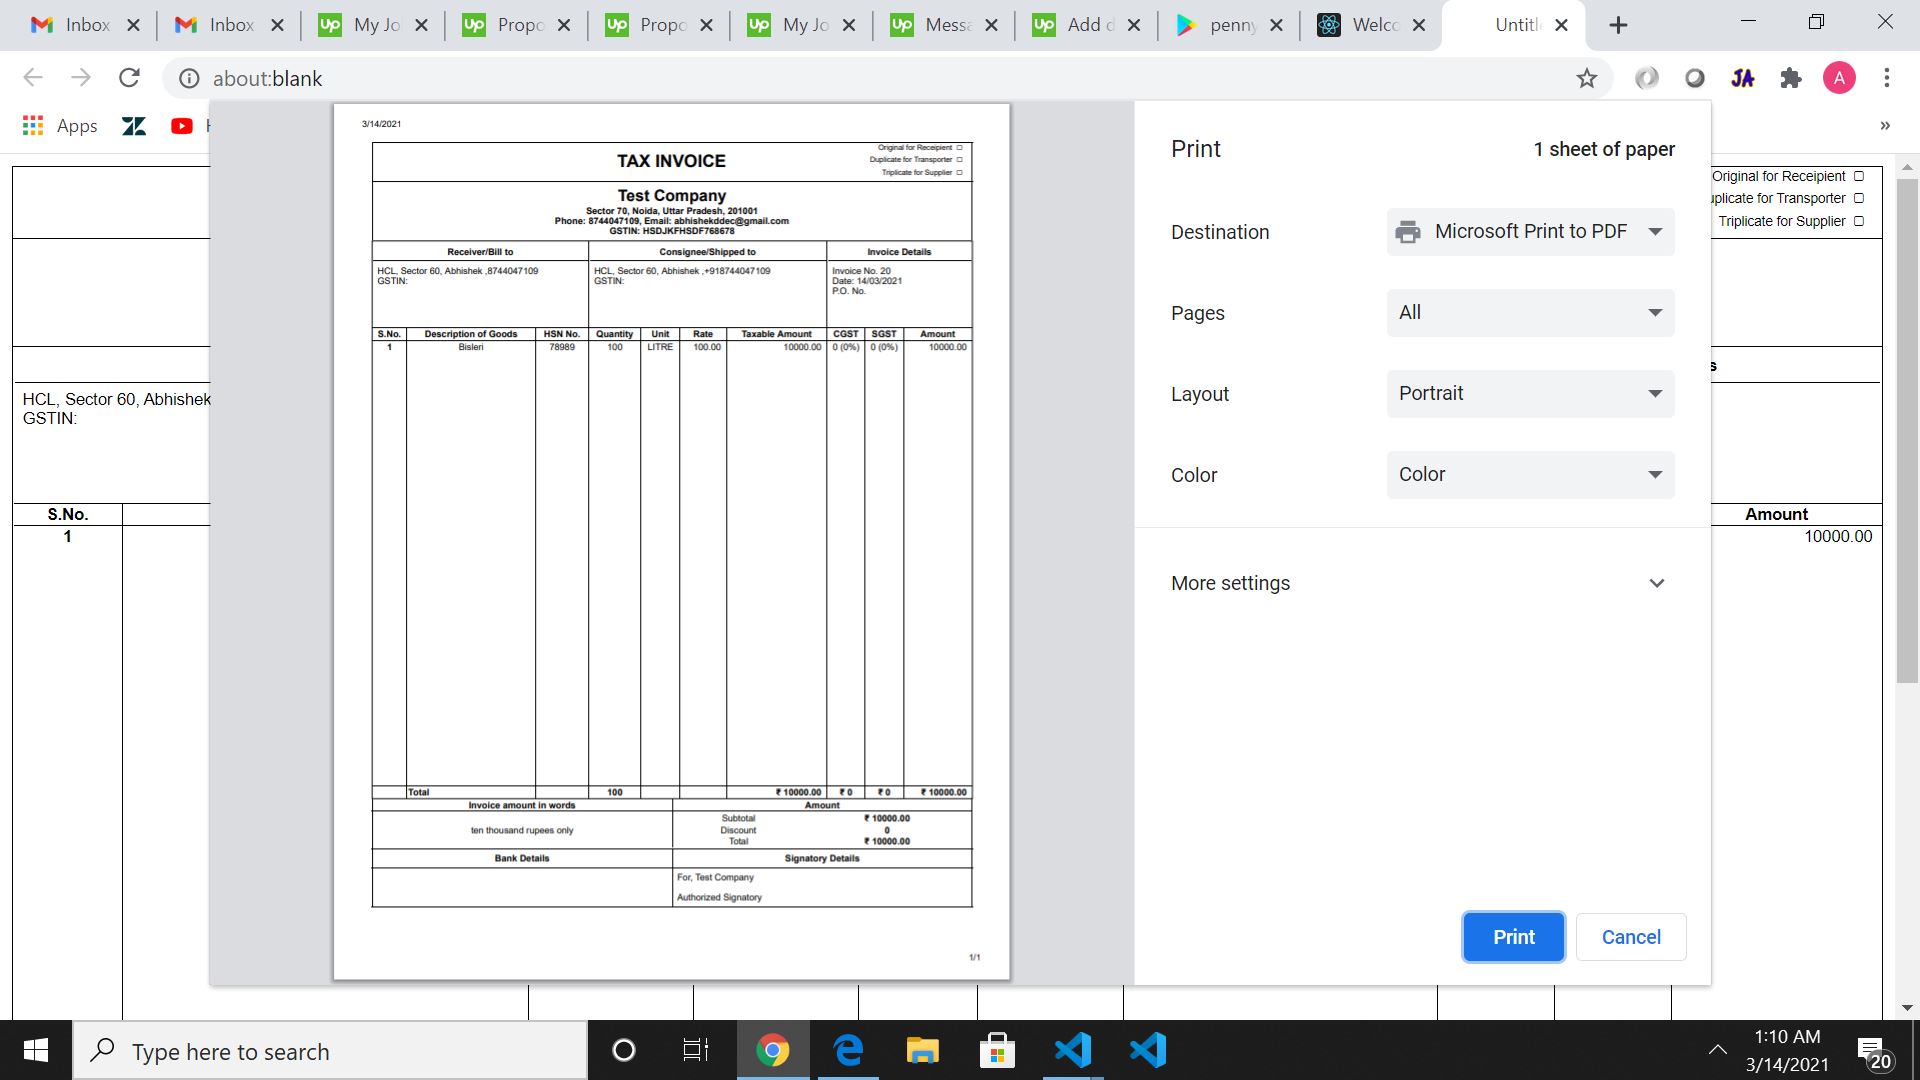 Inbox
Inbox
My Jo
Propo
Propo
My Jo
Messa
Add d
penny
Welco
Untitl
about:blank
JA
A
Apps
»
3/14/2021
TAX INVOICE
Original for Receipient
Duplicate for Transporter
Triplicate for Supplier
Test Company
Sector 70, Noida, Uttar Pradesh, 201001
Phone: 8744047109, Email: abhishekddec@gmail.com
GSTIN: HSDJKFHSDF768678
Receiver/Bill to Consignee/Shipped to Invoice Details
HCL, Sector 60, Abhishek ,8744047109
GSTIN:
HCL, Sector 60, Abhishek ,+918744047109
GSTIN:
Invoice No. 20
Date: 14/03/2021
P.O. No.
S.No. Description of Goods HSN No. Quantity Unit Rate Taxable Amount CGST SGST Amount
1 Bisleri 78989 100 LITRE 100.00 10000.00 0 (0%) 0 (0%) 10000.00
Total 100 ₹ 10000.00 ₹ 0 ₹ 0 ₹ 10000.00
Invoice amount in words Amount
ten thousand rupees only
Subtotal ₹ 10000.00
Discount 0
Total ₹ 10000.00
Bank Details Signatory Details
For, Test Company
Authorized Signatory
1/1
Print 1 sheet of paper
Destination Microsoft Print to PDF
Pages All
Layout Portrait
Color Color
More settings
Print Cancel
Original for Receipient
uplicate for Transporter
Triplicate for Supplier
s
HCL, Sector 60, Abhishek
GSTIN:
S.No. Amount
1 10000.00
Type here to search
1:10 AM
3/14/2021
20